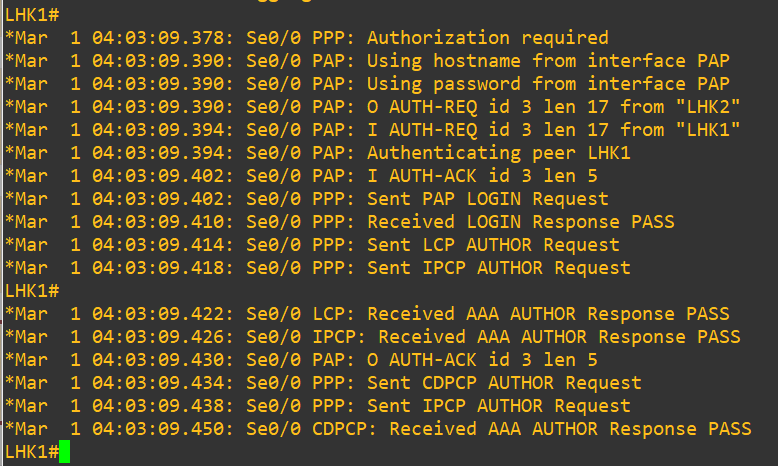 LHK1#
*Mar  1 04:03:09.378: Se0/0 PPP: Authorization required
*Mar  1 04:03:09.390: Se0/0 PAP: Using hostname from interface PAP
*Mar  1 04:03:09.390: Se0/0 PAP: Using password from interface PAP
*Mar  1 04:03:09.390: Se0/0 PAP: O AUTH-REQ id 3 len 17 from "LHK2"
*Mar  1 04:03:09.394: Se0/0 PAP: I AUTH-REQ id 3 len 17 from "LHK1"
*Mar  1 04:03:09.394: Se0/0 PAP: Authenticating peer LHK1
*Mar  1 04:03:09.402: Se0/0 PAP: I AUTH-ACK id 3 len 5
*Mar  1 04:03:09.402: Se0/0 PPP: Sent PAP LOGIN Request
*Mar  1 04:03:09.410: Se0/0 PPP: Received LOGIN Response PASS
*Mar  1 04:03:09.414: Se0/0 PPP: Sent LCP AUTHOR Request
*Mar  1 04:03:09.418: Se0/0 PPP: Sent IPCP AUTHOR Request
LHK1#
*Mar  1 04:03:09.422: Se0/0 LCP: Received AAA AUTHOR Response PASS
*Mar  1 04:03:09.426: Se0/0 IPCP: Received AAA AUTHOR Response PASS
*Mar  1 04:03:09.430: Se0/0 PAP: O AUTH-ACK id 3 len 5
*Mar  1 04:03:09.434: Se0/0 PPP: Sent CDPCP AUTHOR Request
*Mar  1 04:03:09.438: Se0/0 PPP: Sent IPCP AUTHOR Request
*Mar  1 04:03:09.450: Se0/0 CDPCP: Received AAA AUTHOR Response PASS
LHK1#